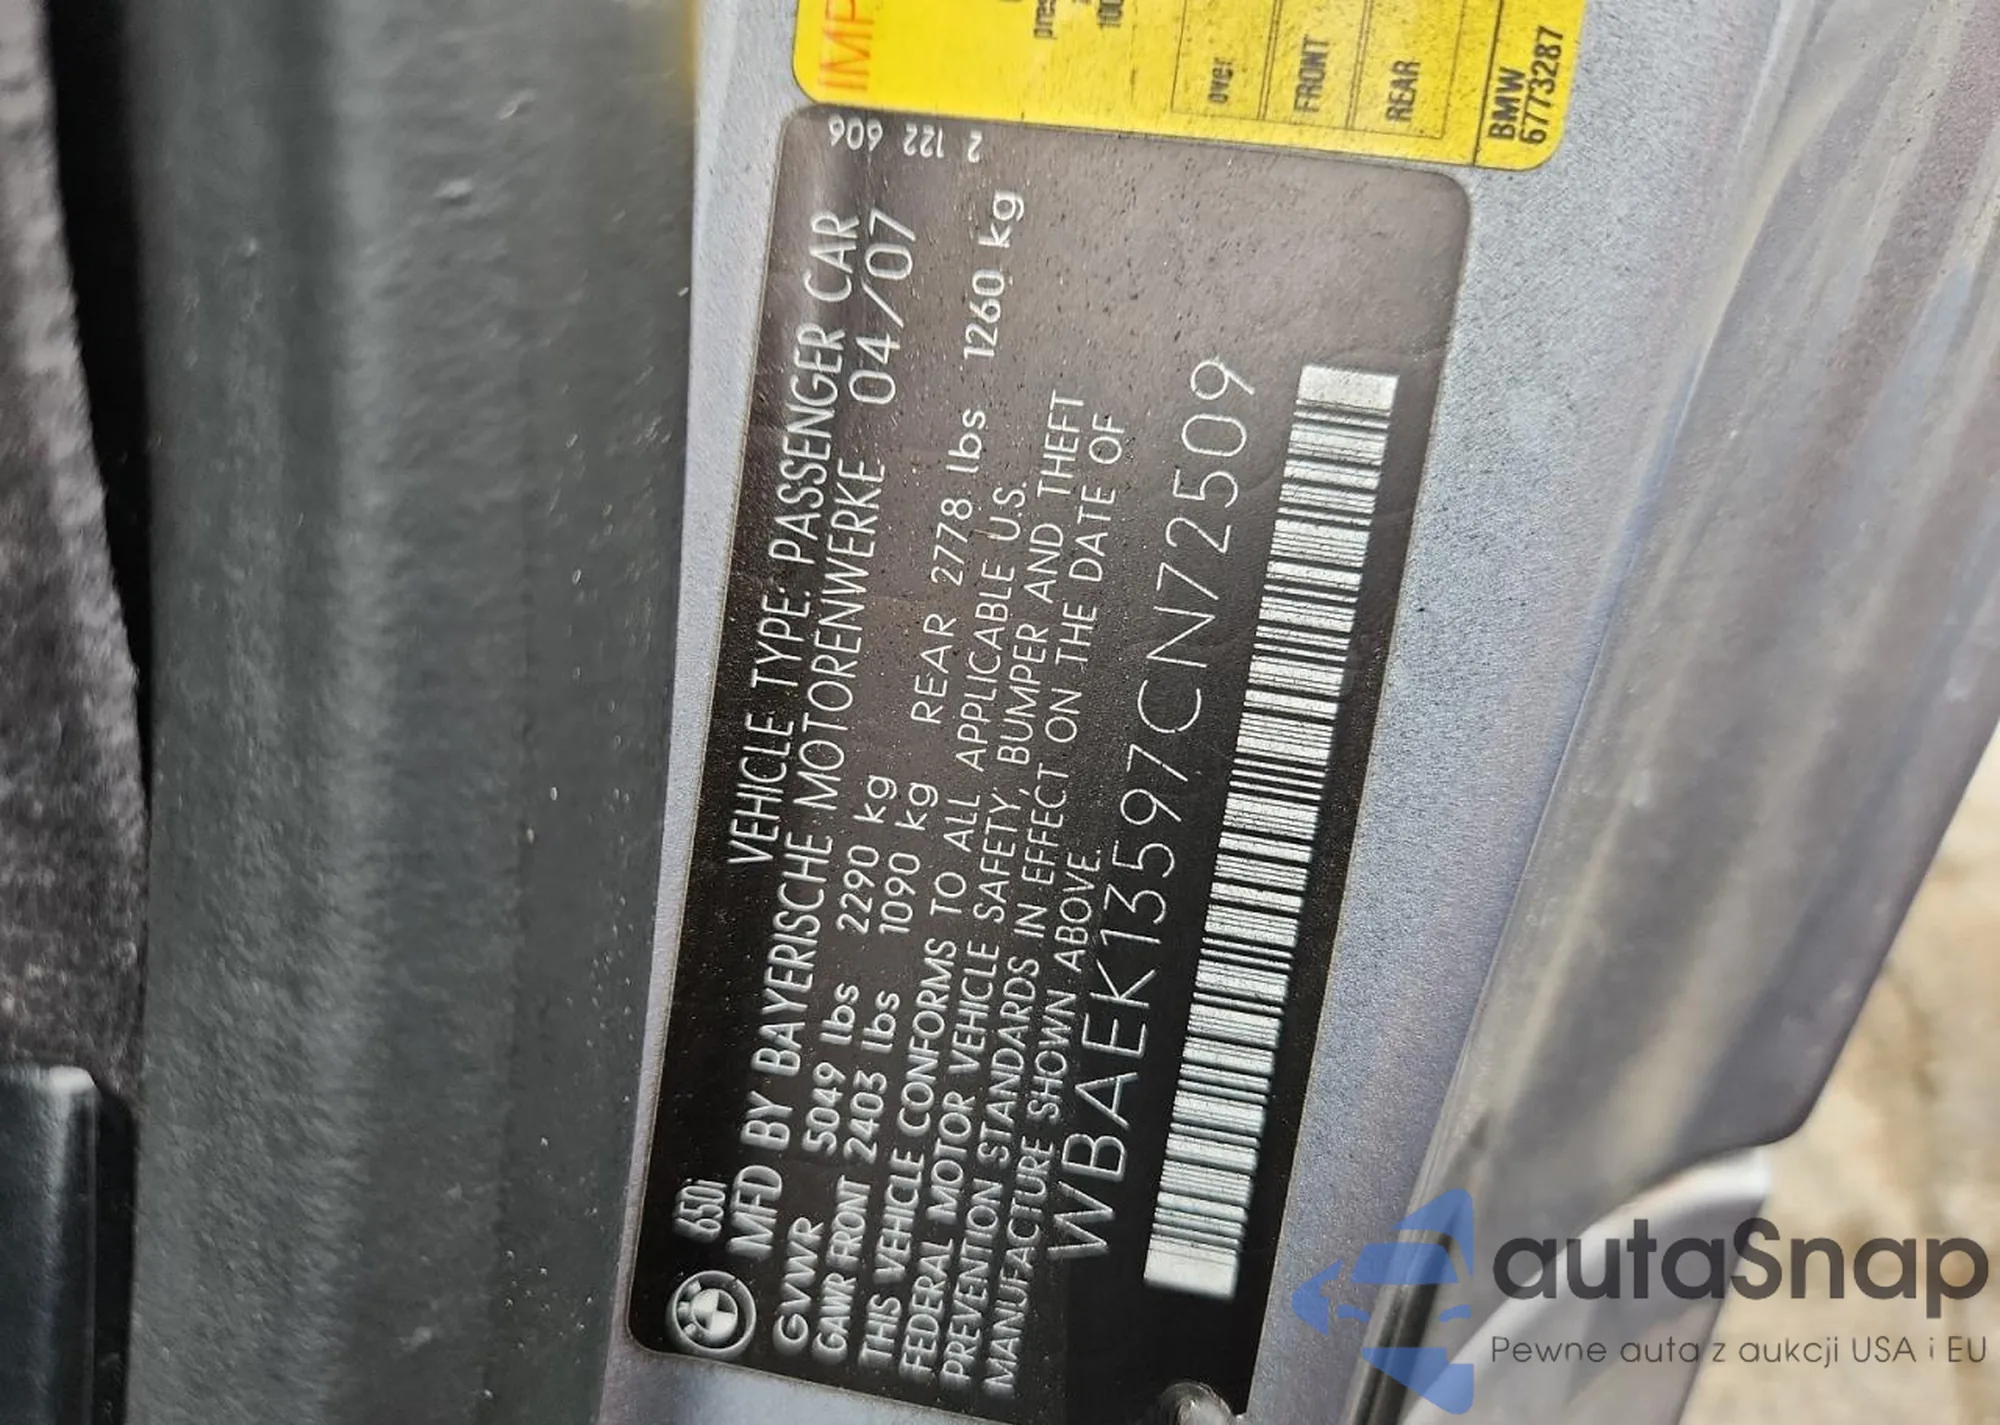 IMP
over
FRONT
REAR
BMW
6773287
2 122 606
650i VEHICLE TYPE: PASSENGER CAR
MFD BY BAYERISCHE MOTORENWERKE 04/07
GVWR 5049 lbs 2290 kg
GAWR FRONT 2403 lbs 1090 kg REAR 2778 lbs 1260 kg
THIS VEHICLE CONFORMS TO ALL APPLICABLE U.S.
FEDERAL MOTOR VEHICLE SAFETY, BUMPER AND THEFT
PREVENTION STANDARDS IN EFFECT ON THE DATE OF
MANUFACTURE SHOWN ABOVE.
WBAEK13597CN72509
autaSnap
Pewne auta z aukcji USA i EU